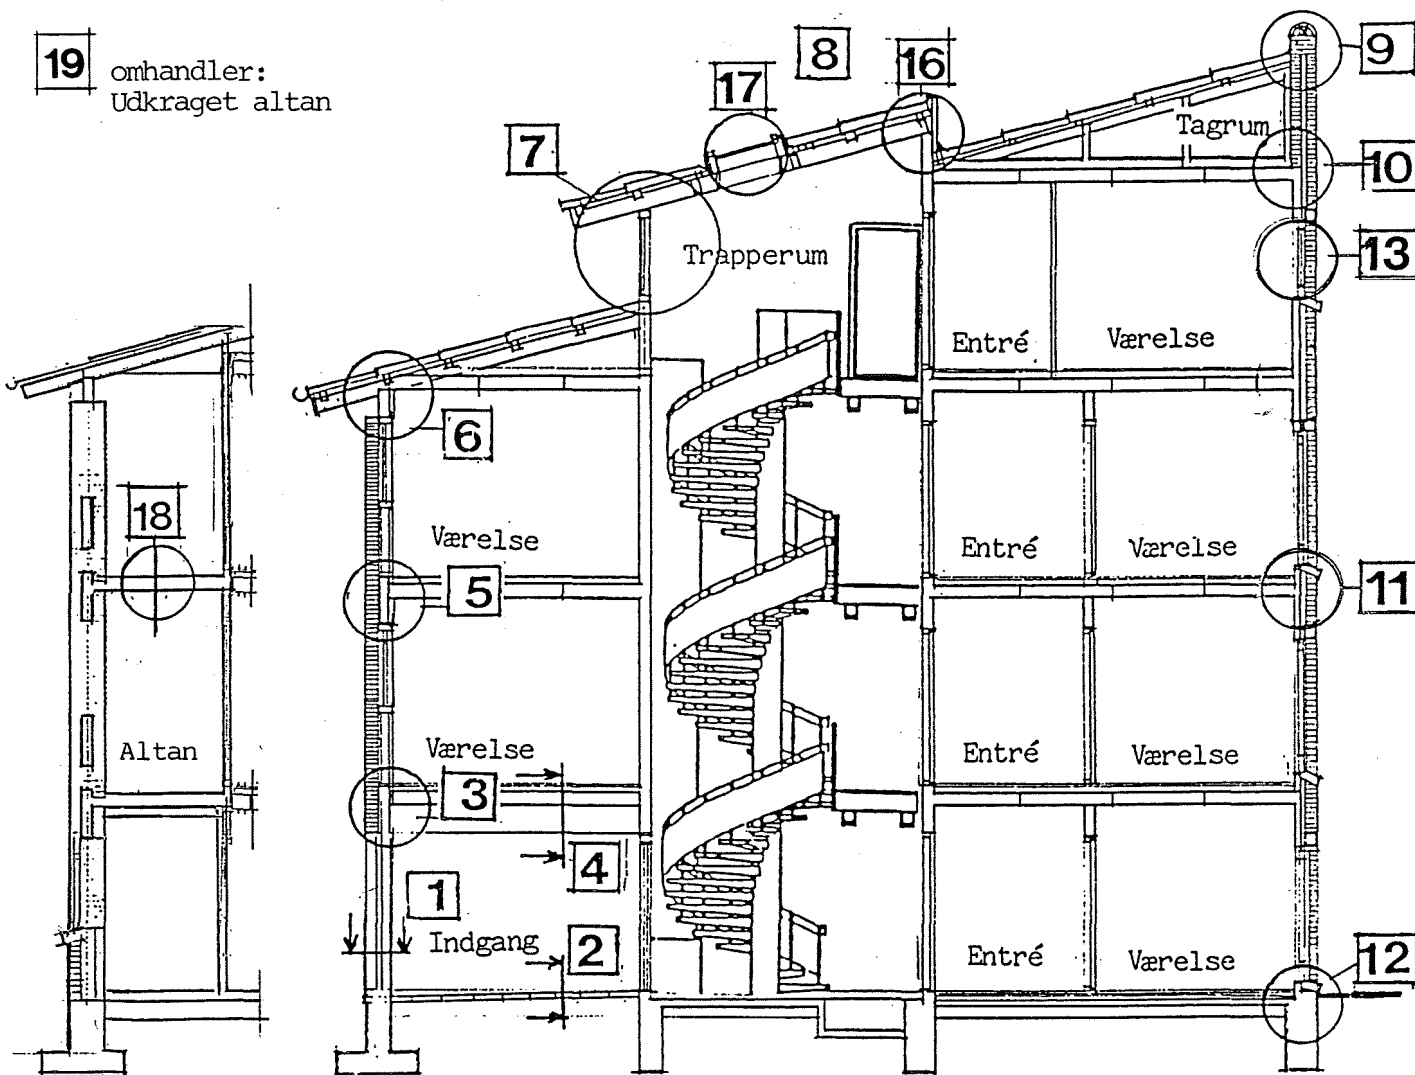 19
omhandler:
Udkraget altan
8
9
16
17
7
Tagrum
10
Trapperum
13
Entré
Værelse
6
18
Værelse
Entré
Værelse
5
11
Altan
Værelse
3
Entré
Værelse
4
1
Indgang
2
Entré
Værelse
12